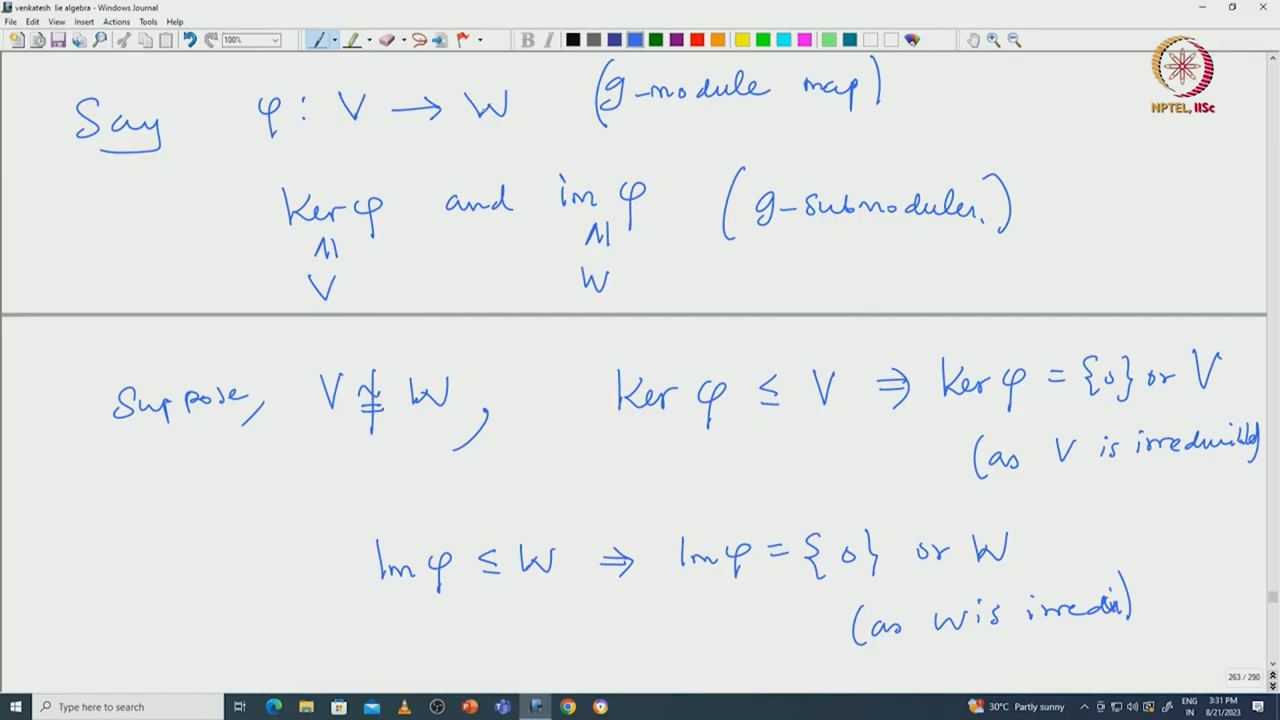 venkatesh lie algebra - Windows Journal
File Edit View Insert Actions Tools Help
100%
B I
NPTEL, IISc
Say φ : V → W (g-module map)
Ker φ and im φ (g-submodules.)
V W
Suppose, V ≇ W, Ker φ ≤ V ⇒ Ker φ = {0} or V
(as V is irreducible)
Im φ ≤ W ⇒ Im φ = {0} or W
(as W is irredu)
263 / 290
Type here to search
30°C Partly sunny
ENG
IN
3:31 PM
8/21/2023